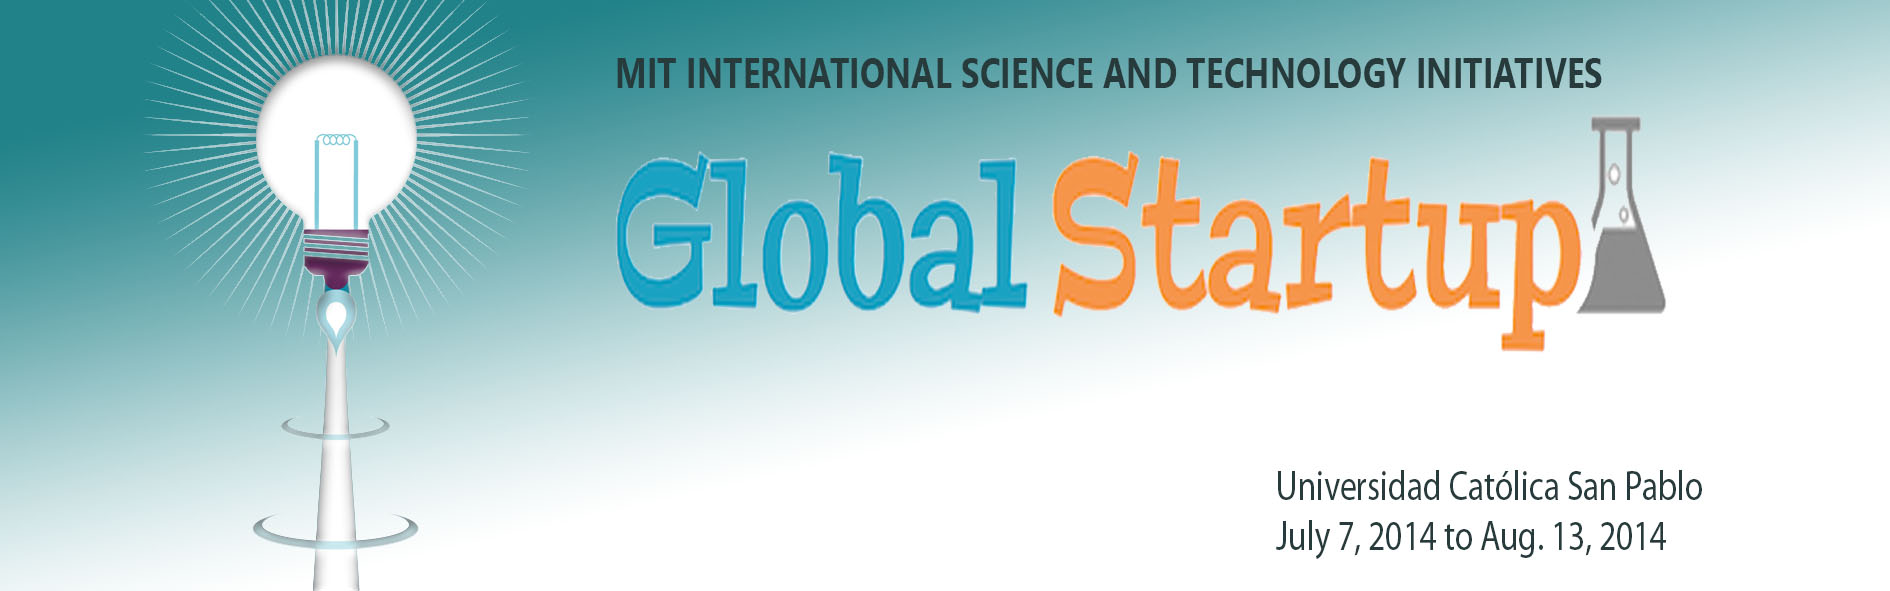 MIT INTERNATIONAL SCIENCE AND TECHNOLOGY INITIATIVES
Global Startup
Universidad Católica San Pablo
July 7, 2014 to Aug. 13, 2014